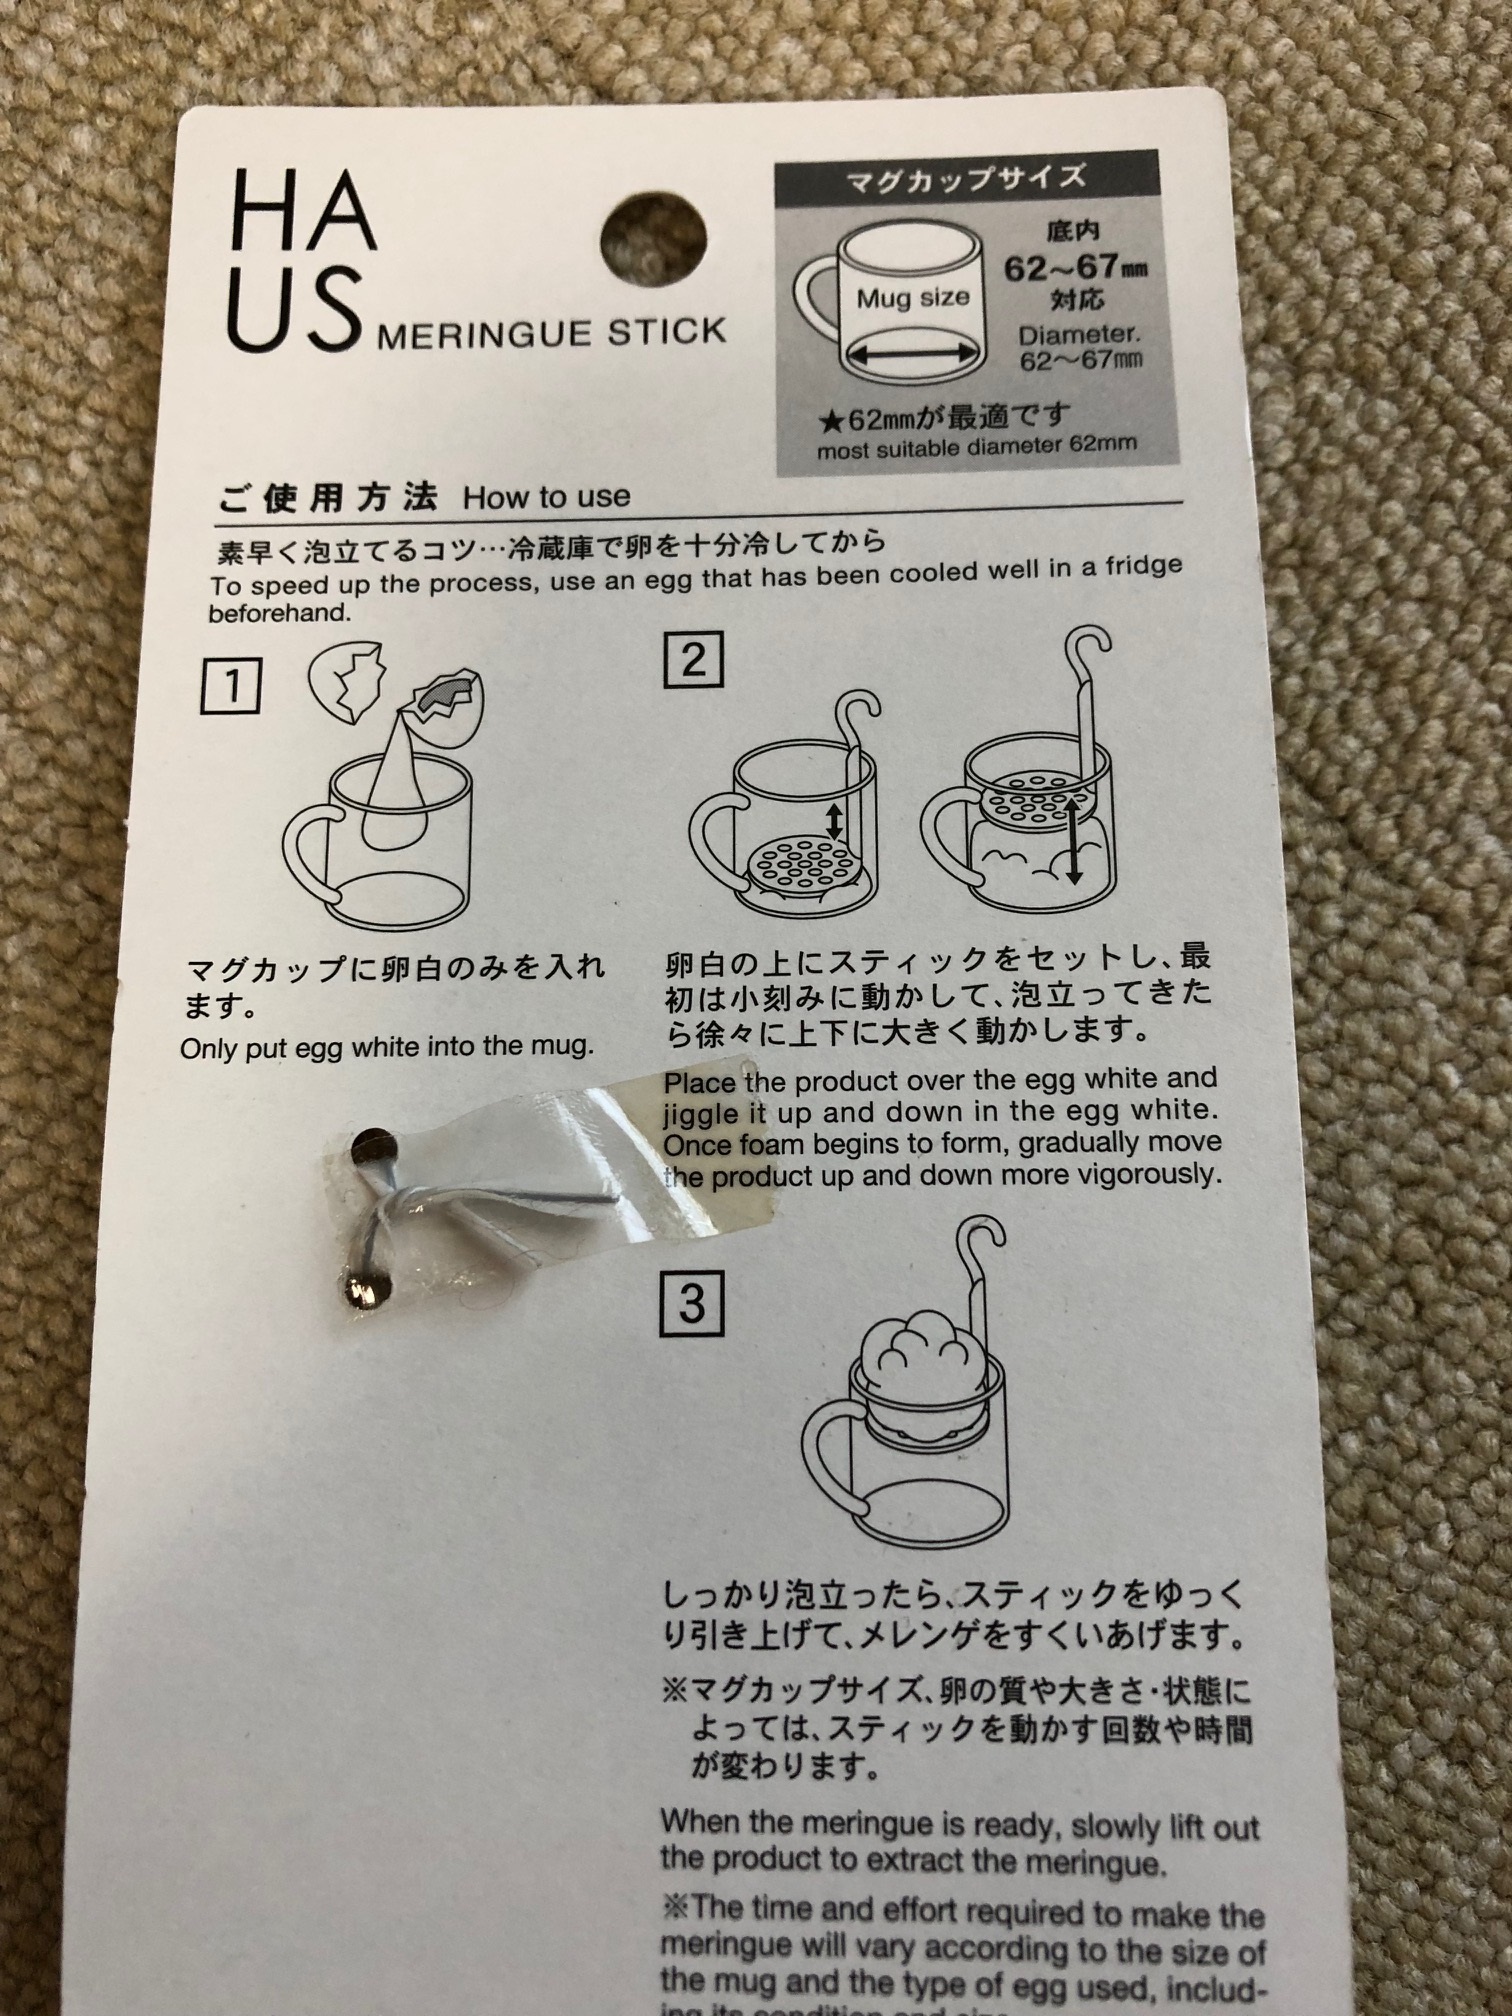 HA
US MERINGUE STICK
マグカップサイズ
Mug size
底内
62～67㎜
対応
Diameter.
62～67㎜
★62㎜が最適です
most suitable diameter 62mm
ご使用方法 How to use
素早く泡立てるコツ…冷蔵庫で卵を十分冷してから
To speed up the process, use an egg that has been cooled well in a fridge
beforehand.
1
マグカップに卵白のみを入れ
ます。
Only put egg white into the mug.
2
卵白の上にスティックをセットし、最
初は小刻みに動かして、泡立ってきた
ら徐々に上下に大きく動かします。
Place the product over the egg white and
jiggle it up and down in the egg white.
Once foam begins to form, gradually move
the product up and down more vigorously.
3
しっかり泡立ったら、スティックをゆっく
り引き上げて、メレンゲをすくいあげます。
※マグカップサイズ、卵の質や大きさ・状態に
よっては、スティックを動かす回数や時間
が変わります。
When the meringue is ready, slowly lift out
the product to extract the meringue.
※The time and effort required to make the
meringue will vary according to the size of
the mug and the type of egg used, includ-
ing its condition and size.